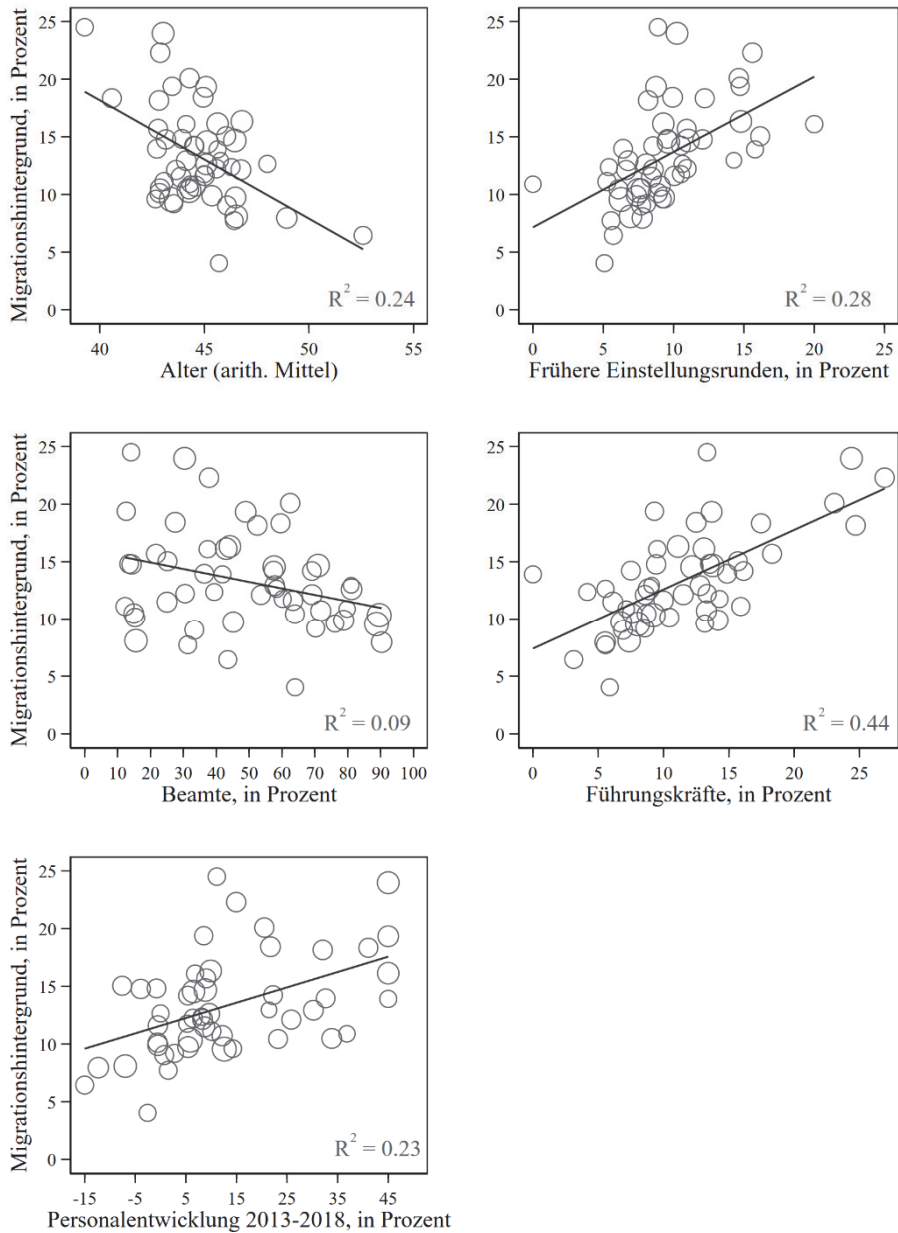 Migrationshintergrund, in Prozent
25
20
15
10
5
0
R² = 0.24
40 45 50 55
Alter (arith. Mittel)
25
20
15
10
5
0
R² = 0.28
0 5 10 15 20 25
Frühere Einstellungsrunden, in Prozent
Migrationshintergrund, in Prozent
25
20
15
10
5
0
R² = 0.09
0 10 20 30 40 50 60 70 80 90 100
Beamte, in Prozent
25
20
15
10
5
0
R² = 0.44
0 5 10 15 20 25
Führungskräfte, in Prozent
Migrationshintergrund, in Prozent
25
20
15
10
5
0
R² = 0.23
-15 -5 5 15 25 35 45
Personalentwicklung 2013-2018, in Prozent